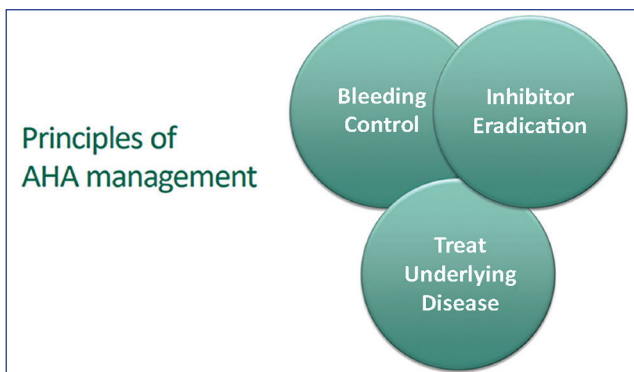 Principles of
AHA management
Bleeding
Control
Inhibitor
Eradication
Treat
Underlying
Disease